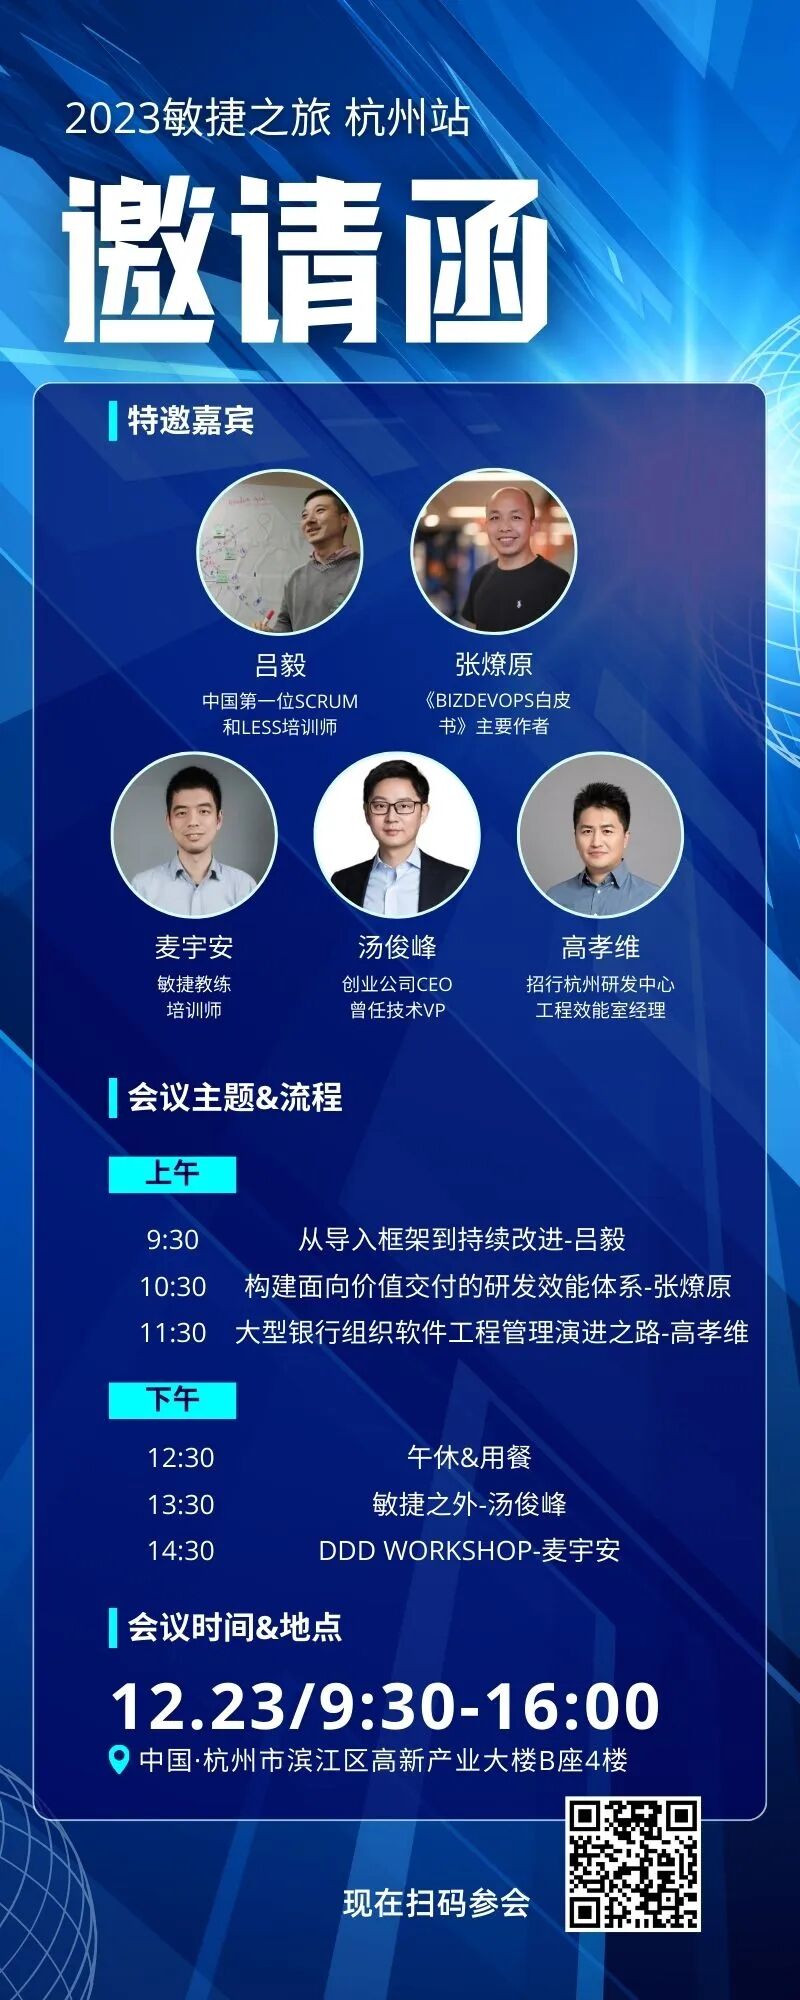 2023敏捷之旅 杭州站
邀请函
特邀嘉宾
吕毅
中国第一位SCRUM
和LESS培训师
张燎原
《BIZDEVOPS白皮
书》主要作者
麦宇安
敏捷教练
培训师
汤俊峰
创业公司CEO
曾任技术VP
高孝维
招行杭州研发中心
工程效能室经理
会议主题&流程
上午
9:30 从导入框架到持续改进-吕毅
10:30 构建面向价值交付的研发效能体系-张燎原
11:30 大型银行组织软件工程管理演进之路-高孝维
下午
12:30 午休&用餐
13:30 敏捷之外-汤俊峰
14:30 DDD WORKSHOP-麦宇安
会议时间&地点
12.23/9:30-16:00
中国·杭州市滨江区高新产业大楼B座4楼
现在扫码参会